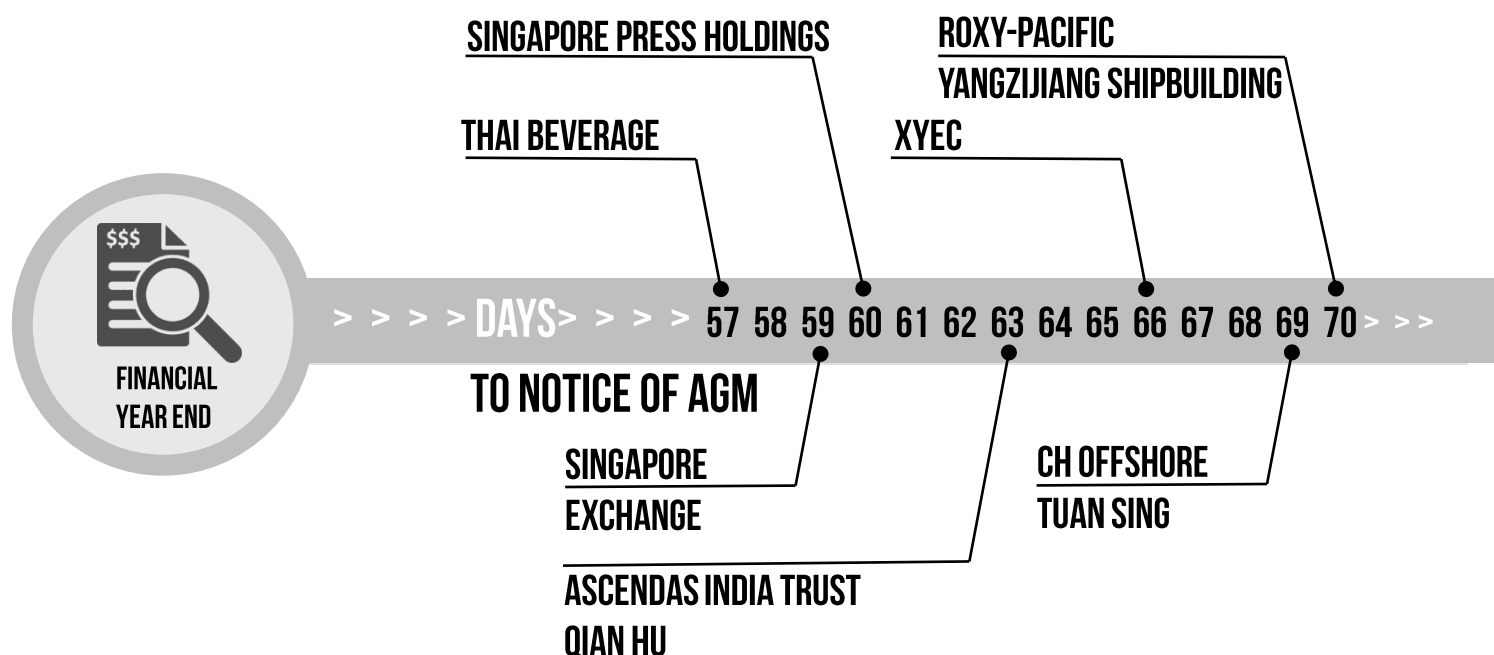 SINGAPORE PRESS HOLDINGS
ROXY-PACIFIC
YANGZIJIANG SHIPBUILDING
THAI BEVERAGE
XYEC
$$$
FINANCIAL
YEAR END
> > > > DAYS> > > > 57 58 59 60 61 62 63 64 65 66 67 68 69 70 > > >
TO NOTICE OF AGM
SINGAPORE
EXCHANGE
CH OFFSHORE
TUAN SING
ASCENDAS INDIA TRUST
QIAN HU